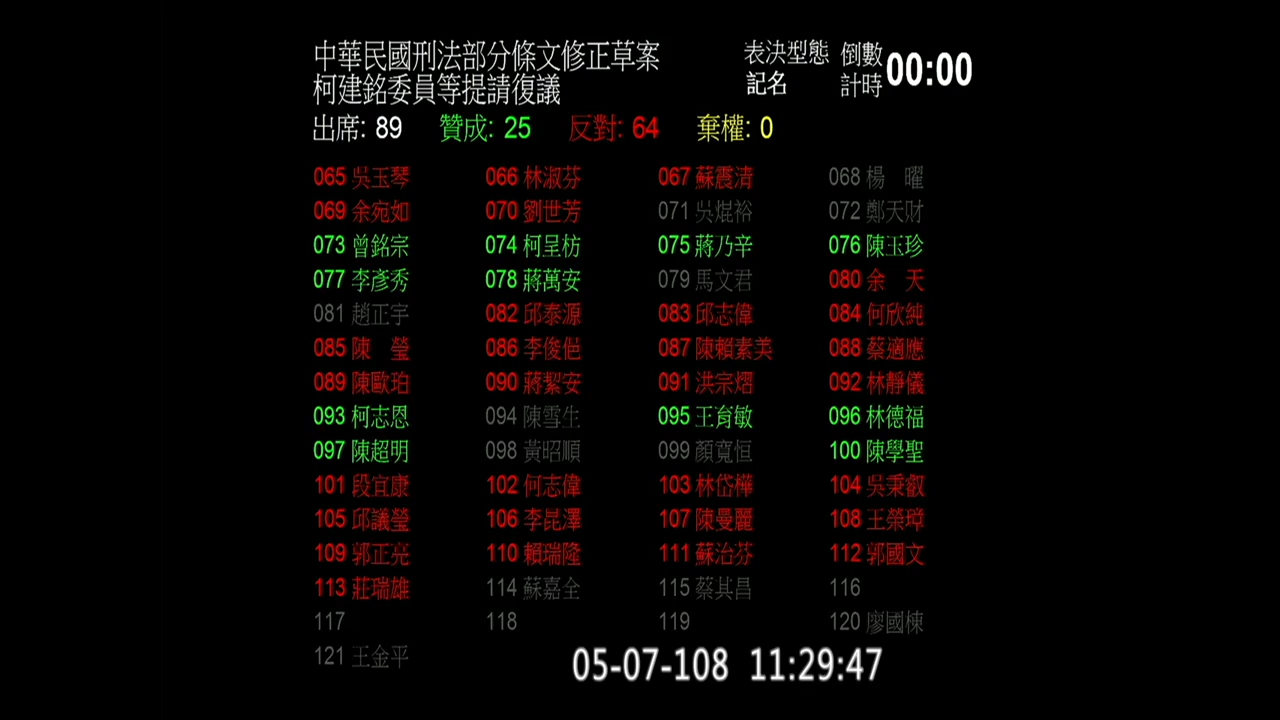 中華民國刑法部分條文修正草案
柯建銘委員等提請復議
表決型態 倒數 00:00
記名 計時
出席: 89 贊成: 25 反對: 64 棄權: 0
065 吳玉琴 066 林淑芬 067 蘇震清 068 楊 曜
069 余宛如 070 劉世芳 071 吳焜裕 072 鄭天財
073 曾銘宗 074 柯呈枋 075 蔣乃辛 076 陳玉珍
077 李彥秀 078 蔣萬安 079 馬文君 080 余 天
081 趙正宇 082 邱泰源 083 邱志偉 084 何欣純
085 陳 瑩 086 李俊俋 087 陳賴素美 088 蔡適應
089 陳歐珀 090 蔣絜安 091 洪宗熠 092 林靜儀
093 柯志恩 094 陳雪生 095 王育敏 096 林德福
097 陳超明 098 黃昭順 099 顏寬恒 100 陳學聖
101 段宜康 102 何志偉 103 林岱樺 104 吳秉叡
105 邱議瑩 106 李昆澤 107 陳曼麗 108 王榮璋
109 郭正亮 110 賴瑞隆 111 蘇治芬 112 郭國文
113 莊瑞雄 114 蘇嘉全 115 蔡其昌 116
117 118 119 120 廖國棟
121 王金平
05-07-108 11:29:47